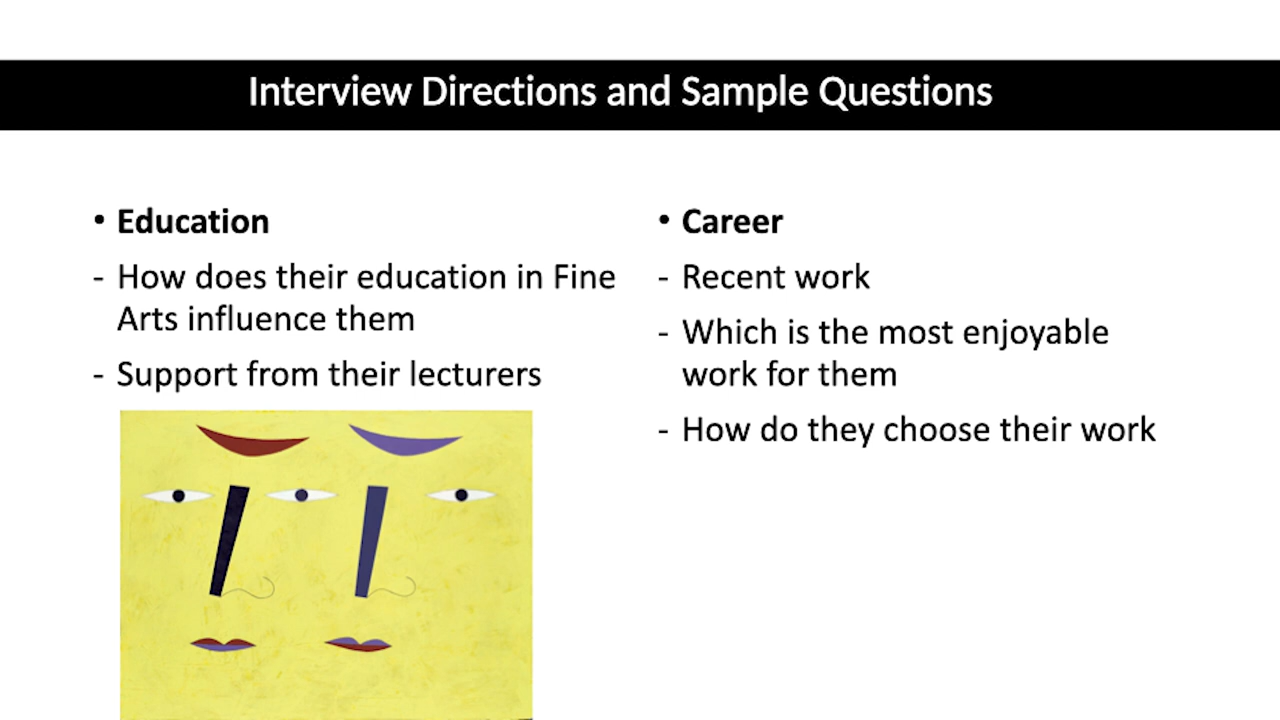 Interview Directions and Sample Questions
• Education
- How does their education in Fine
Arts influence them
- Support from their lecturers
• Career
- Recent work
- Which is the most enjoyable
work for them
- How do they choose their work